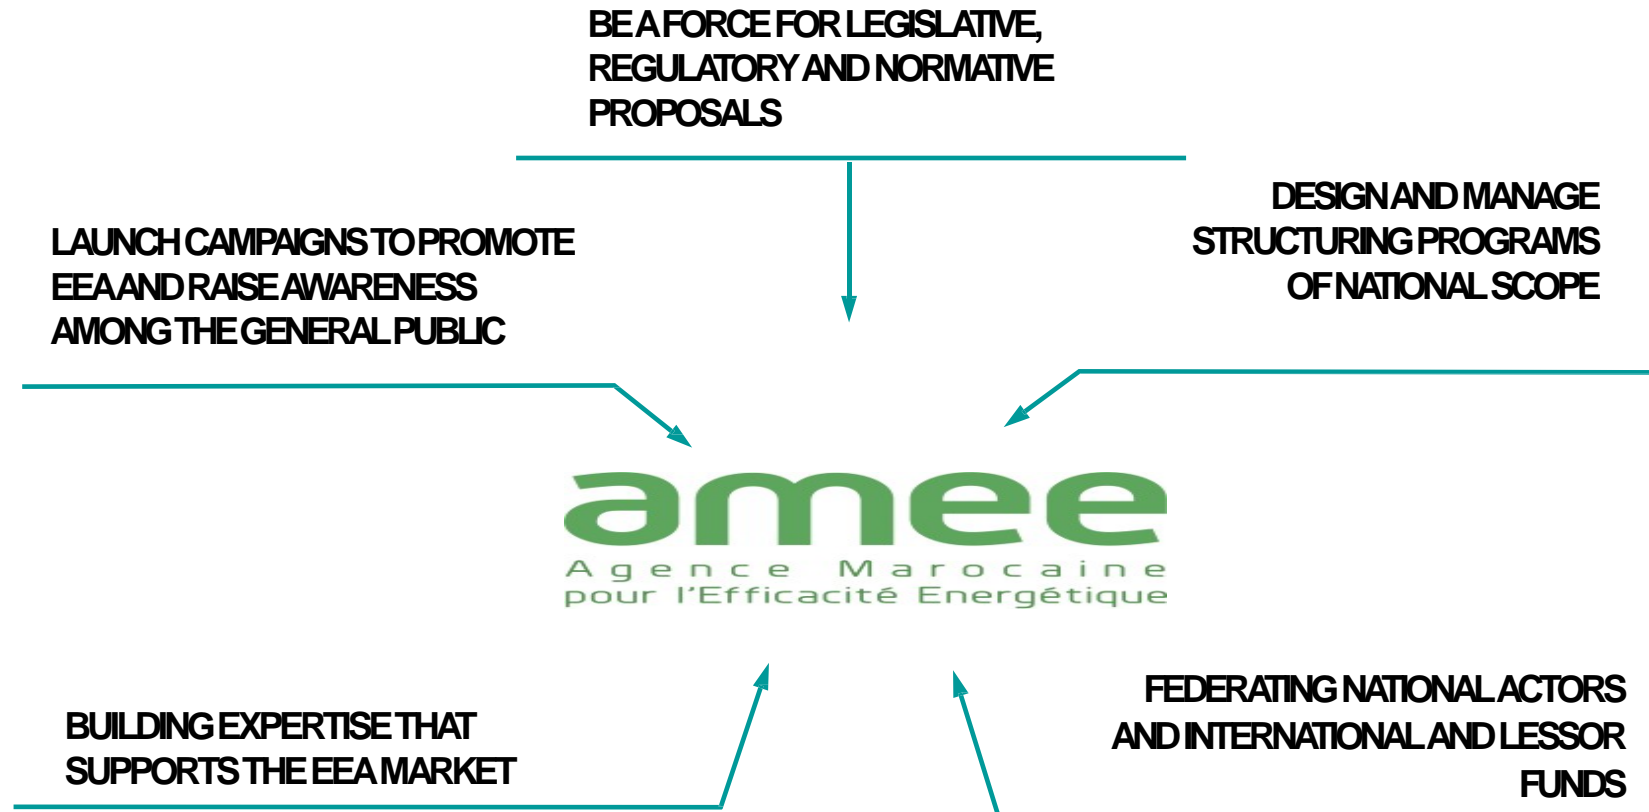 BE A FORCE FOR LEGISLATIVE,
REGULATORY AND NORMATIVE
PROPOSALS
DESIGN AND MANAGE
STRUCTURING PROGRAMS
OF NATIONAL SCOPE
LAUNCH CAMPAIGNS TO PROMOTE
EEA AND RAISE AWARENESS
AMONG THE GENERAL PUBLIC
amee
Agence Marocaine
pour l'Efficacité Energétique
BUILDING EXPERTISE THAT
SUPPORTS THE EEA MARKET
FEDERATING NATIONAL ACTORS
AND INTERNATIONAL AND LESSOR
FUNDS